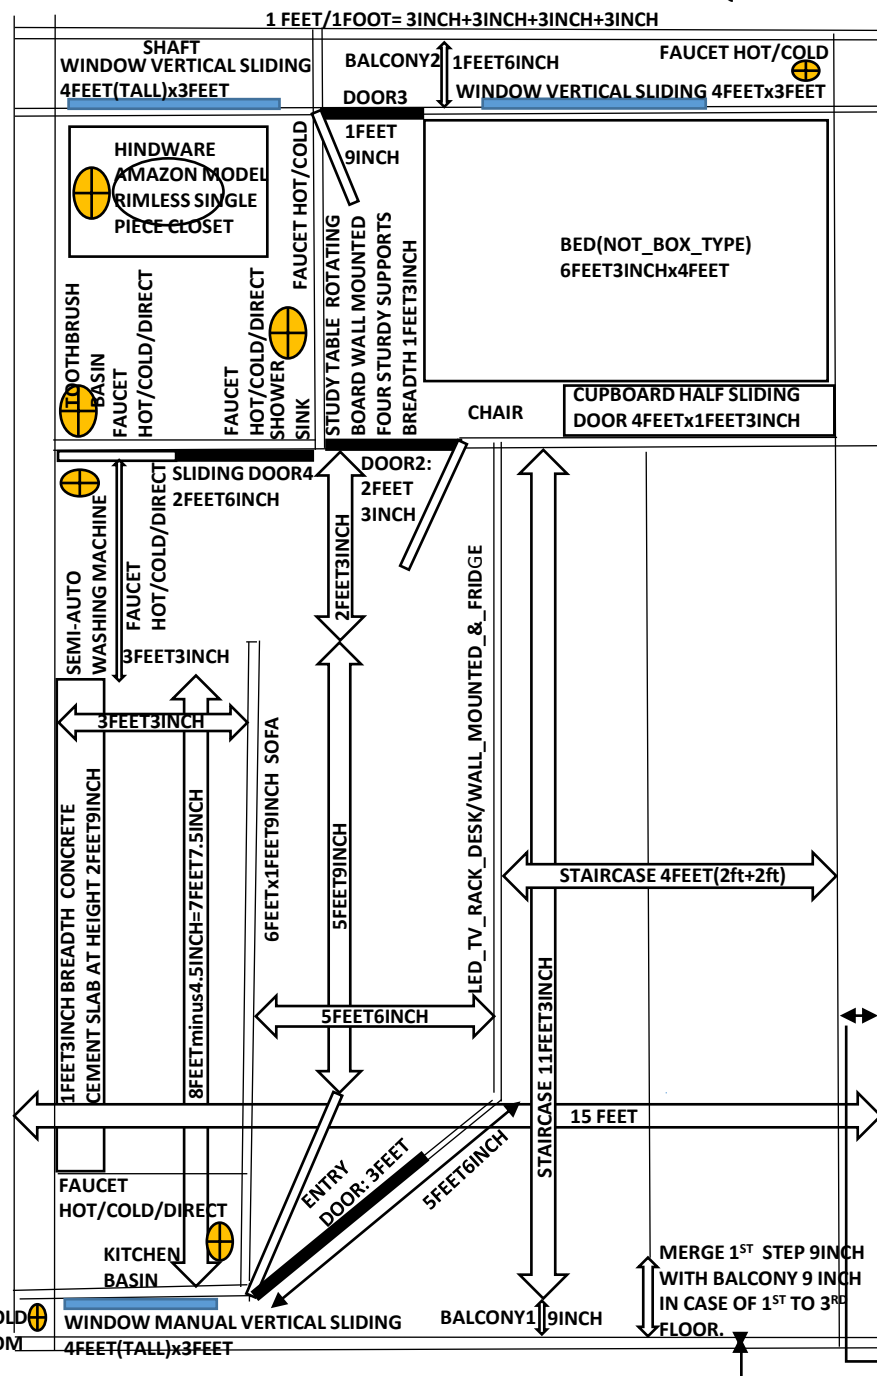 1 FEET/1FOOT= 3INCH+3INCH+3INCH+3INCH
SHAFT
WINDOW VERTICAL SLIDING
4FEET(TALL)x3FEET
BALCONY2
1FEET6INCH
FAUCET HOT/COLD
WINDOW VERTICAL SLIDING 4FEETx3FEET
DOOR3
1FEET
9INCH
HINDWARE
AMAZON MODEL
RIMLESS SINGLE
PIECE CLOSET
FAUCET HOT/COLD
STUDY TABLE ROTATING
BOARD WALL MOUNTED
FOUR STURDY SUPPORTS
BREADTH 1FEET3INCH
BED(NOT_BOX_TYPE)
6FEET3INCHx4FEET
TOOTHBRUSH
BASIN
FAUCET
HOT/COLD/DIRECT
FAUCET
HOT/COLD/DIRECT
SHOWER
SINK
CHAIR
CUPBOARD HALF SLIDING
DOOR 4FEETx1FEET3INCH
SLIDING DOOR4
2FEET6INCH
DOOR2:
2FEET
3INCH
SEMI-AUTO
WASHING MACHINE
FAUCET
HOT/COLD/DIRECT
3FEET3INCH
2FEET3INCH
3FEET3INCH
LED_TV_RACK_DESK/WALL_MOUNTED_&_FRIDGE
6FEETx1FEET9INCH SOFA
5FEET9INCH
1FEET3INCH BREADTH CONCRETE
CEMENT SLAB AT HEIGHT 2FEET9INCH
8FEETminus4.5INCH=7FEET7.5INCH
STAIRCASE 4FEET(2ft+2ft)
STAIRCASE 11FEET3INCH
5FEET6INCH
15 FEET
ENTRY
DOOR: 3FEET
5FEET6INCH
FAUCET
HOT/COLD/DIRECT
KITCHEN
BASIN
MERGE 1ST STEP 9INCH
WITH BALCONY 9 INCH
IN CASE OF 1ST TO 3RD
FLOOR.
BALCONY1
9INCH
WINDOW MANUAL VERTICAL SLIDING
4FEET(TALL)x3FEET
OLD
OM